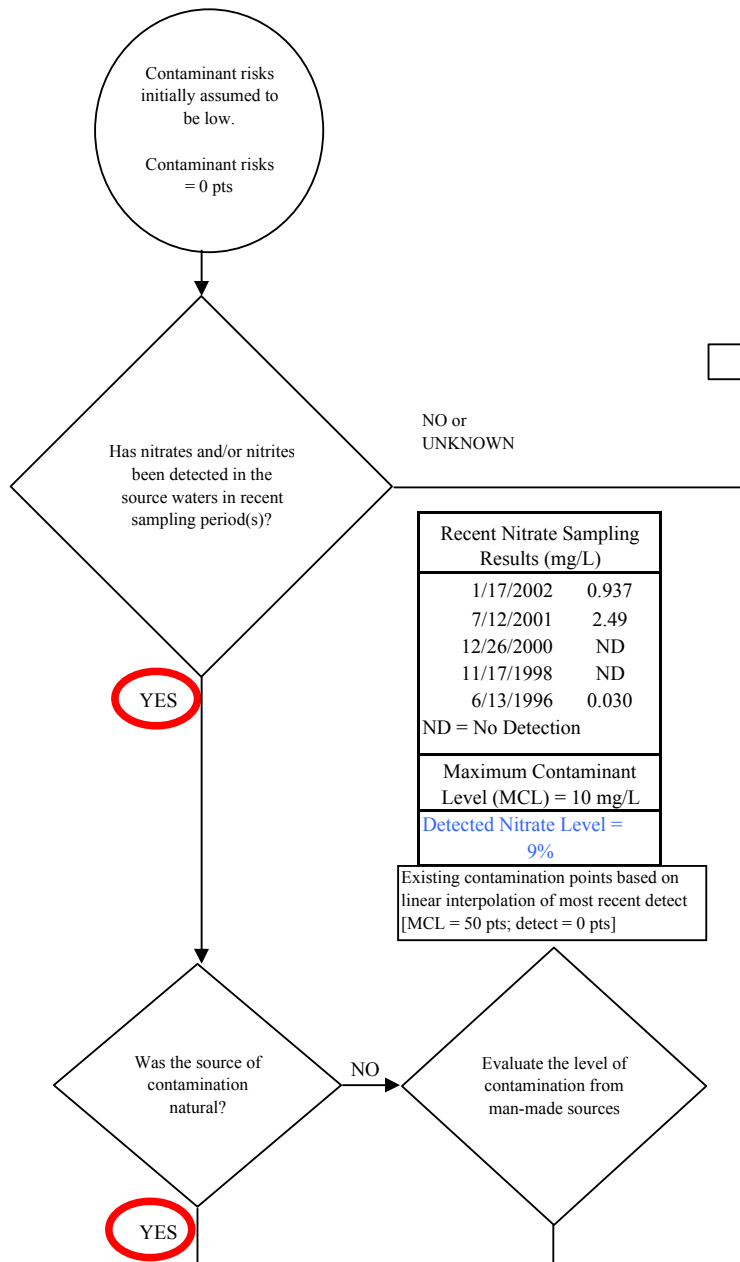 Contaminant risks
initially assumed to
be low.
Contaminant risks
= 0 pts
Has nitrates and/or nitrites
been detected in the
source waters in recent
sampling period(s)?
NO or
UNKNOWN
Recent Nitrate Sampling
Results (mg/L)
1/17/2002 0.937
7/12/2001 2.49
12/26/2000 ND
11/17/1998 ND
6/13/1996 0.030
ND = No Detection
Maximum Contaminant
Level (MCL) = 10 mg/L
Detected Nitrate Level =
9%
Existing contamination points based on
linear interpolation of most recent detect
[MCL = 50 pts; detect = 0 pts]
YES
Was the source of
contamination
natural?
NO
Evaluate the level of
contamination from
man-made sources
YES